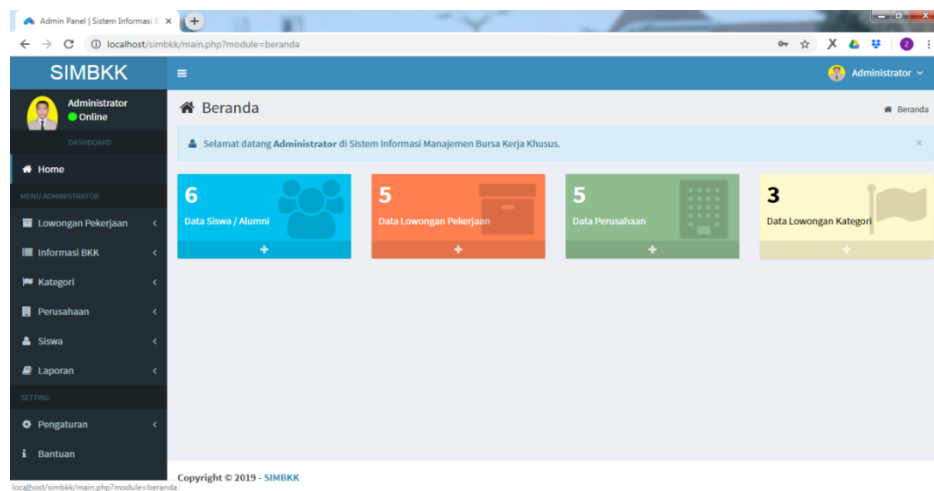 Admin Panel | Sistem Informasi
localhost/simbkk/main.php?module=beranda
SIMBKK
Administrator
Administrator
Online
Beranda
Beranda
DASHBOARD
Selamat datang Administrator di Sistem Informasi Manajemen Bursa Kerja Khusus.
Home
MENU ADMINISTRATOR
6
Data Siswa / Alumni
5
Data Lowongan Pekerjaan
5
Data Perusahaan
3
Data Lowongan Kategori
Lowongan Pekerjaan
Informasi BKK
Kategori
Perusahaan
Siswa
Laporan
SETTING
Pengaturan
Bantuan
Copyright © 2019 - SIMBKK
localhost/simbkk/main.php?module=beranda